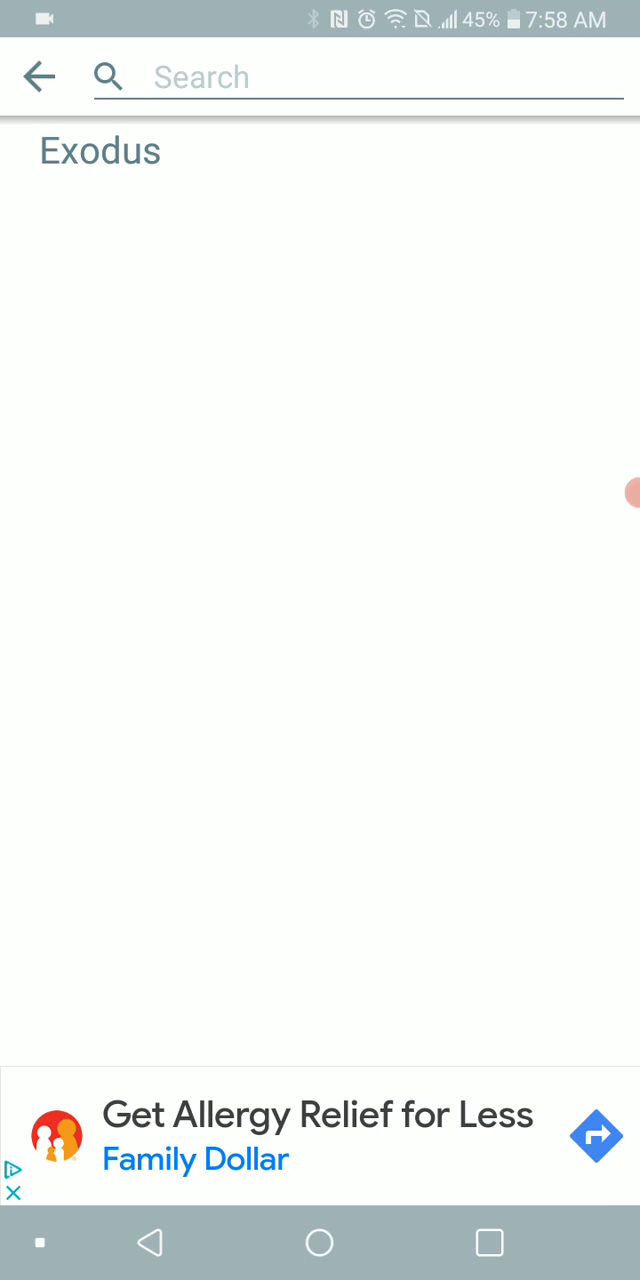 45% 7:58 AM
Search
Exodus
Get Allergy Relief for Less
Family Dollar